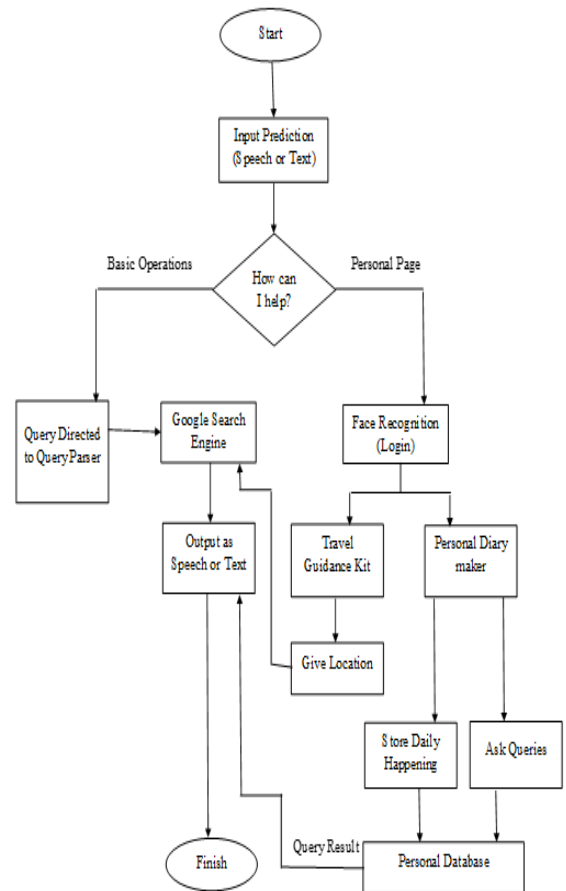 Start
Input Prediction
(Speech or Text)
Basic Operations
Personal Page
How can
I help?
Query Directed
to Query Parser
Google Search
Engine
Face Recognition
(Login)
Output as
Speech or Text
Travel
Guidance Kit
Personal Diary
maker
Give Location
Store Daily
Happening
Ask Queries
Query Result
Finish
Personal Database